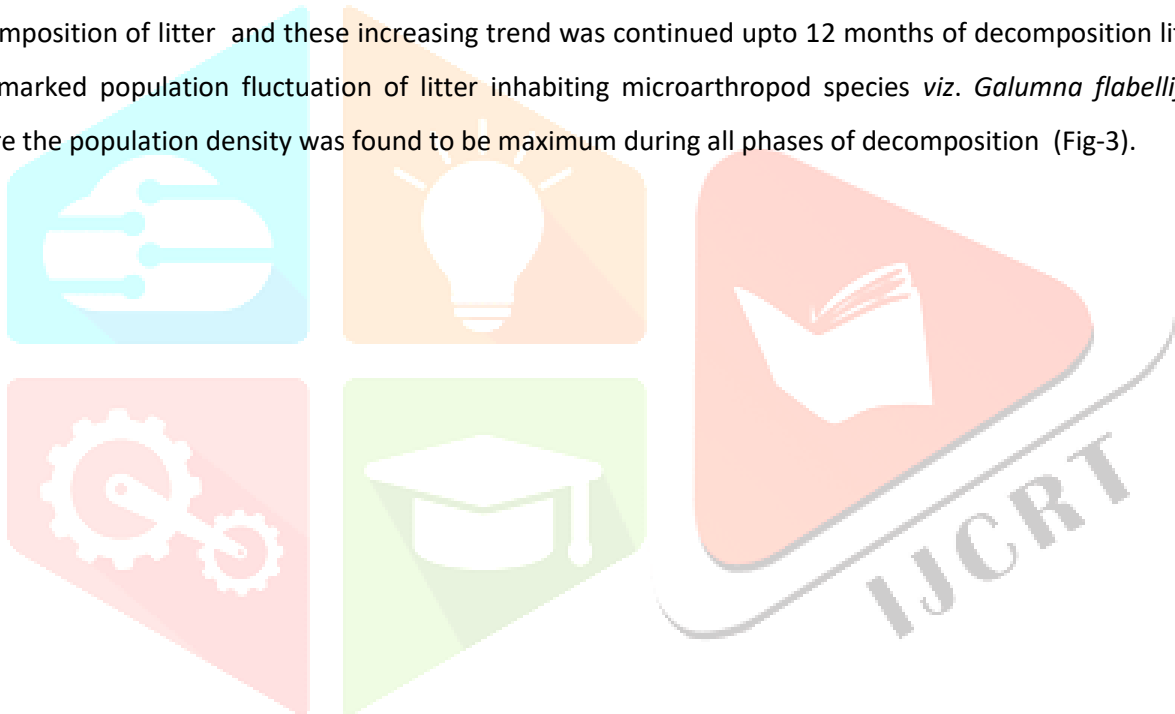 mposition of litter and these increasing trend was continued upto 12 months of decomposition li
marked population fluctuation of litter inhabiting microarthropod species viz. Galumna flabelli
e the population density was found to be maximum during all phases of decomposition (Fig-3).
IJCRT